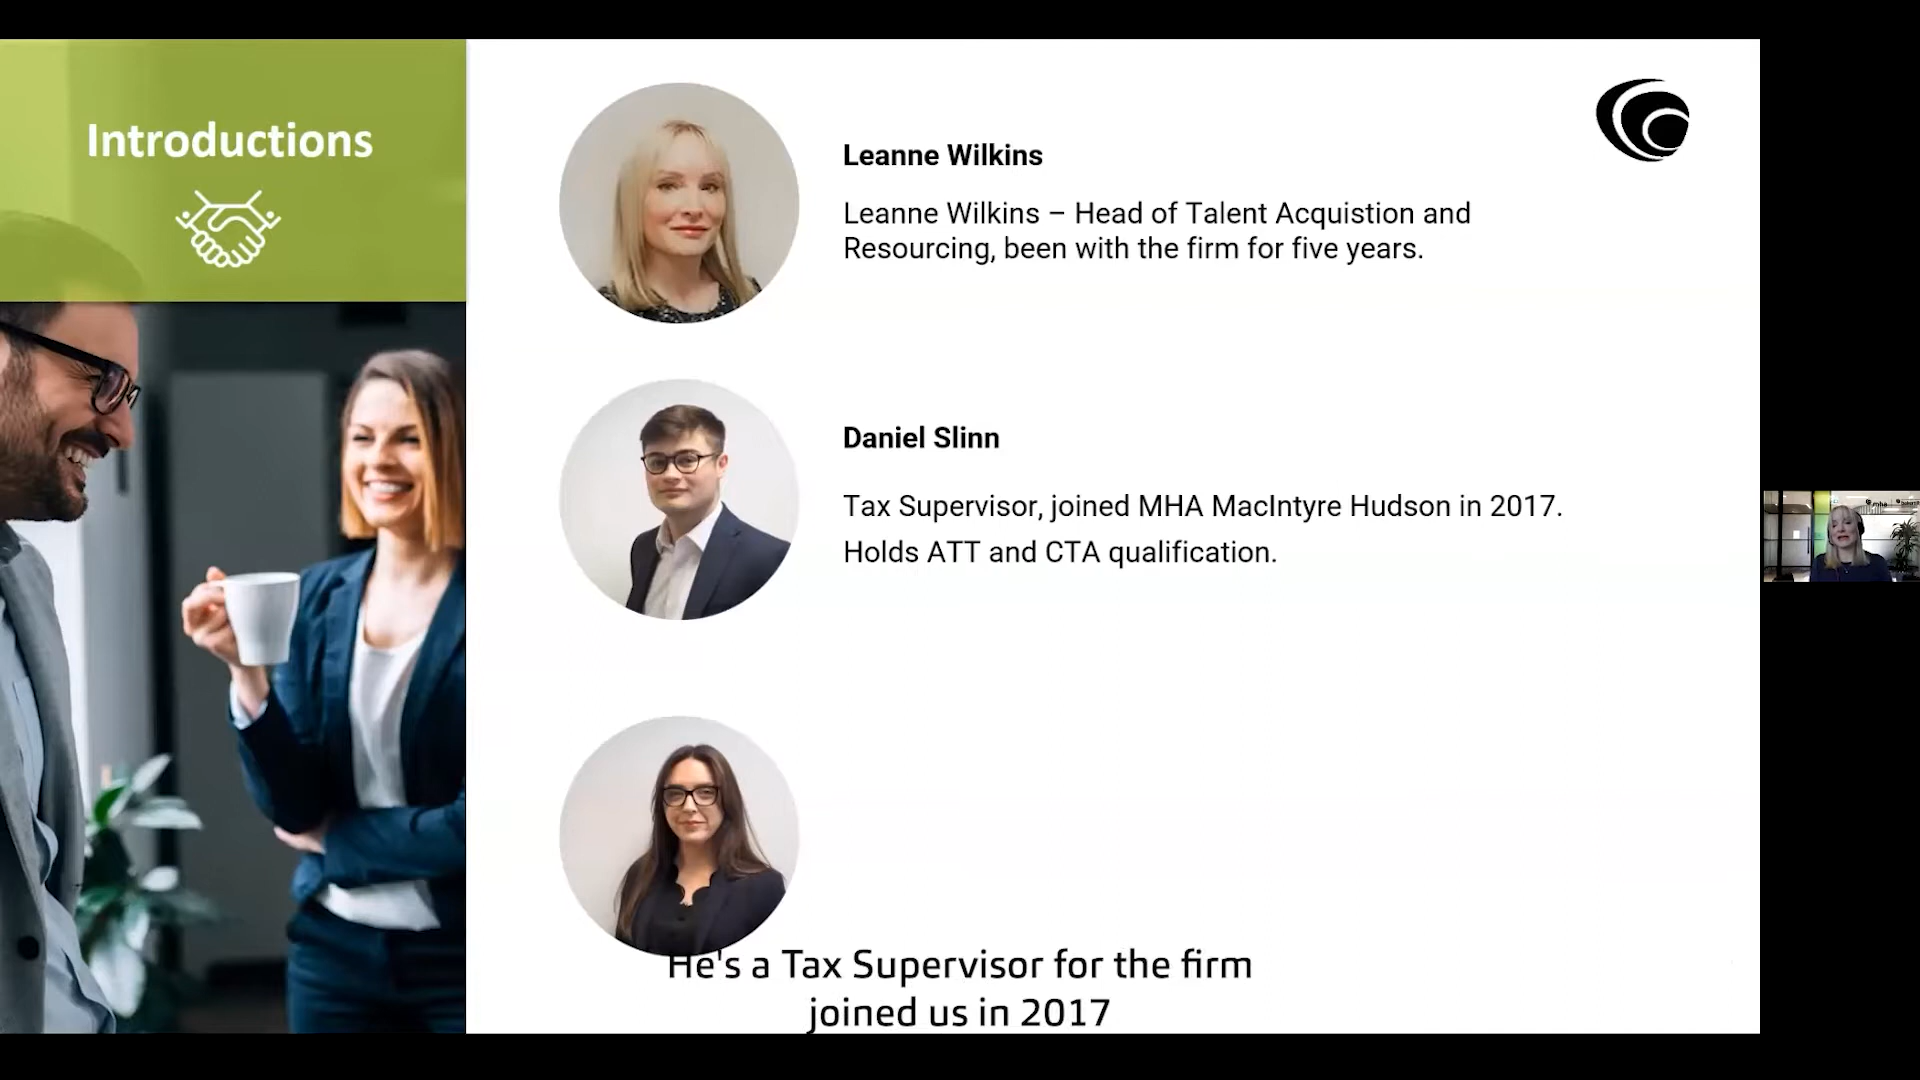 Introductions
Leanne Wilkins
Leanne Wilkins – Head of Talent Acquistion and
Resourcing, been with the firm for five years.
Daniel Slinn
Tax Supervisor, joined MHA MacIntyre Hudson in 2017.
Holds ATT and CTA qualification.
He's a Tax Supervisor for the firm
joined us in 2017